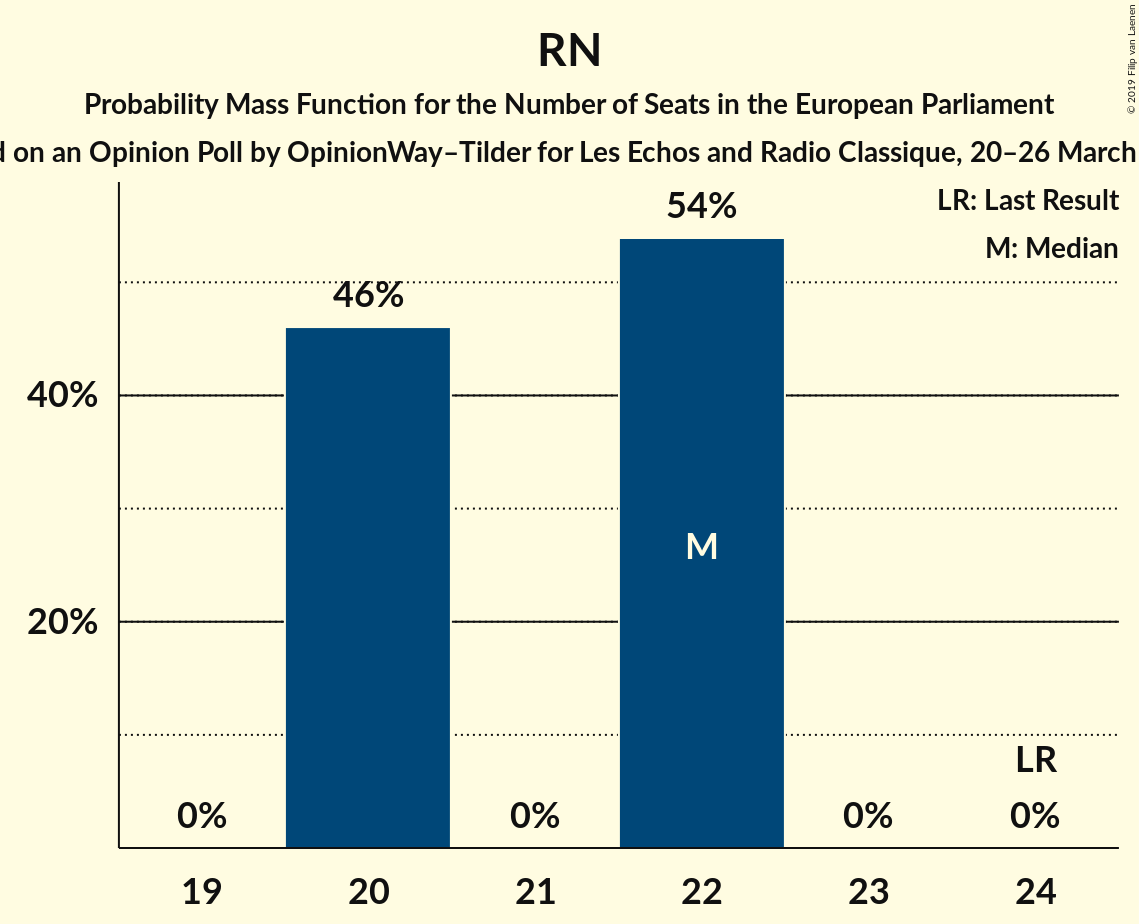 RN
Probability Mass Function for the Number of Seats in the European Parliament
on an Opinion Poll by OpinionWay–Tilder for Les Echos and Radio Classique, 20–26 March
© 2019 Filip van Laenen
LR: Last Result
M: Median
54%
46%
40%
M
20%
LR
0%
0%
0%
0%
19
20
21
22
23
24